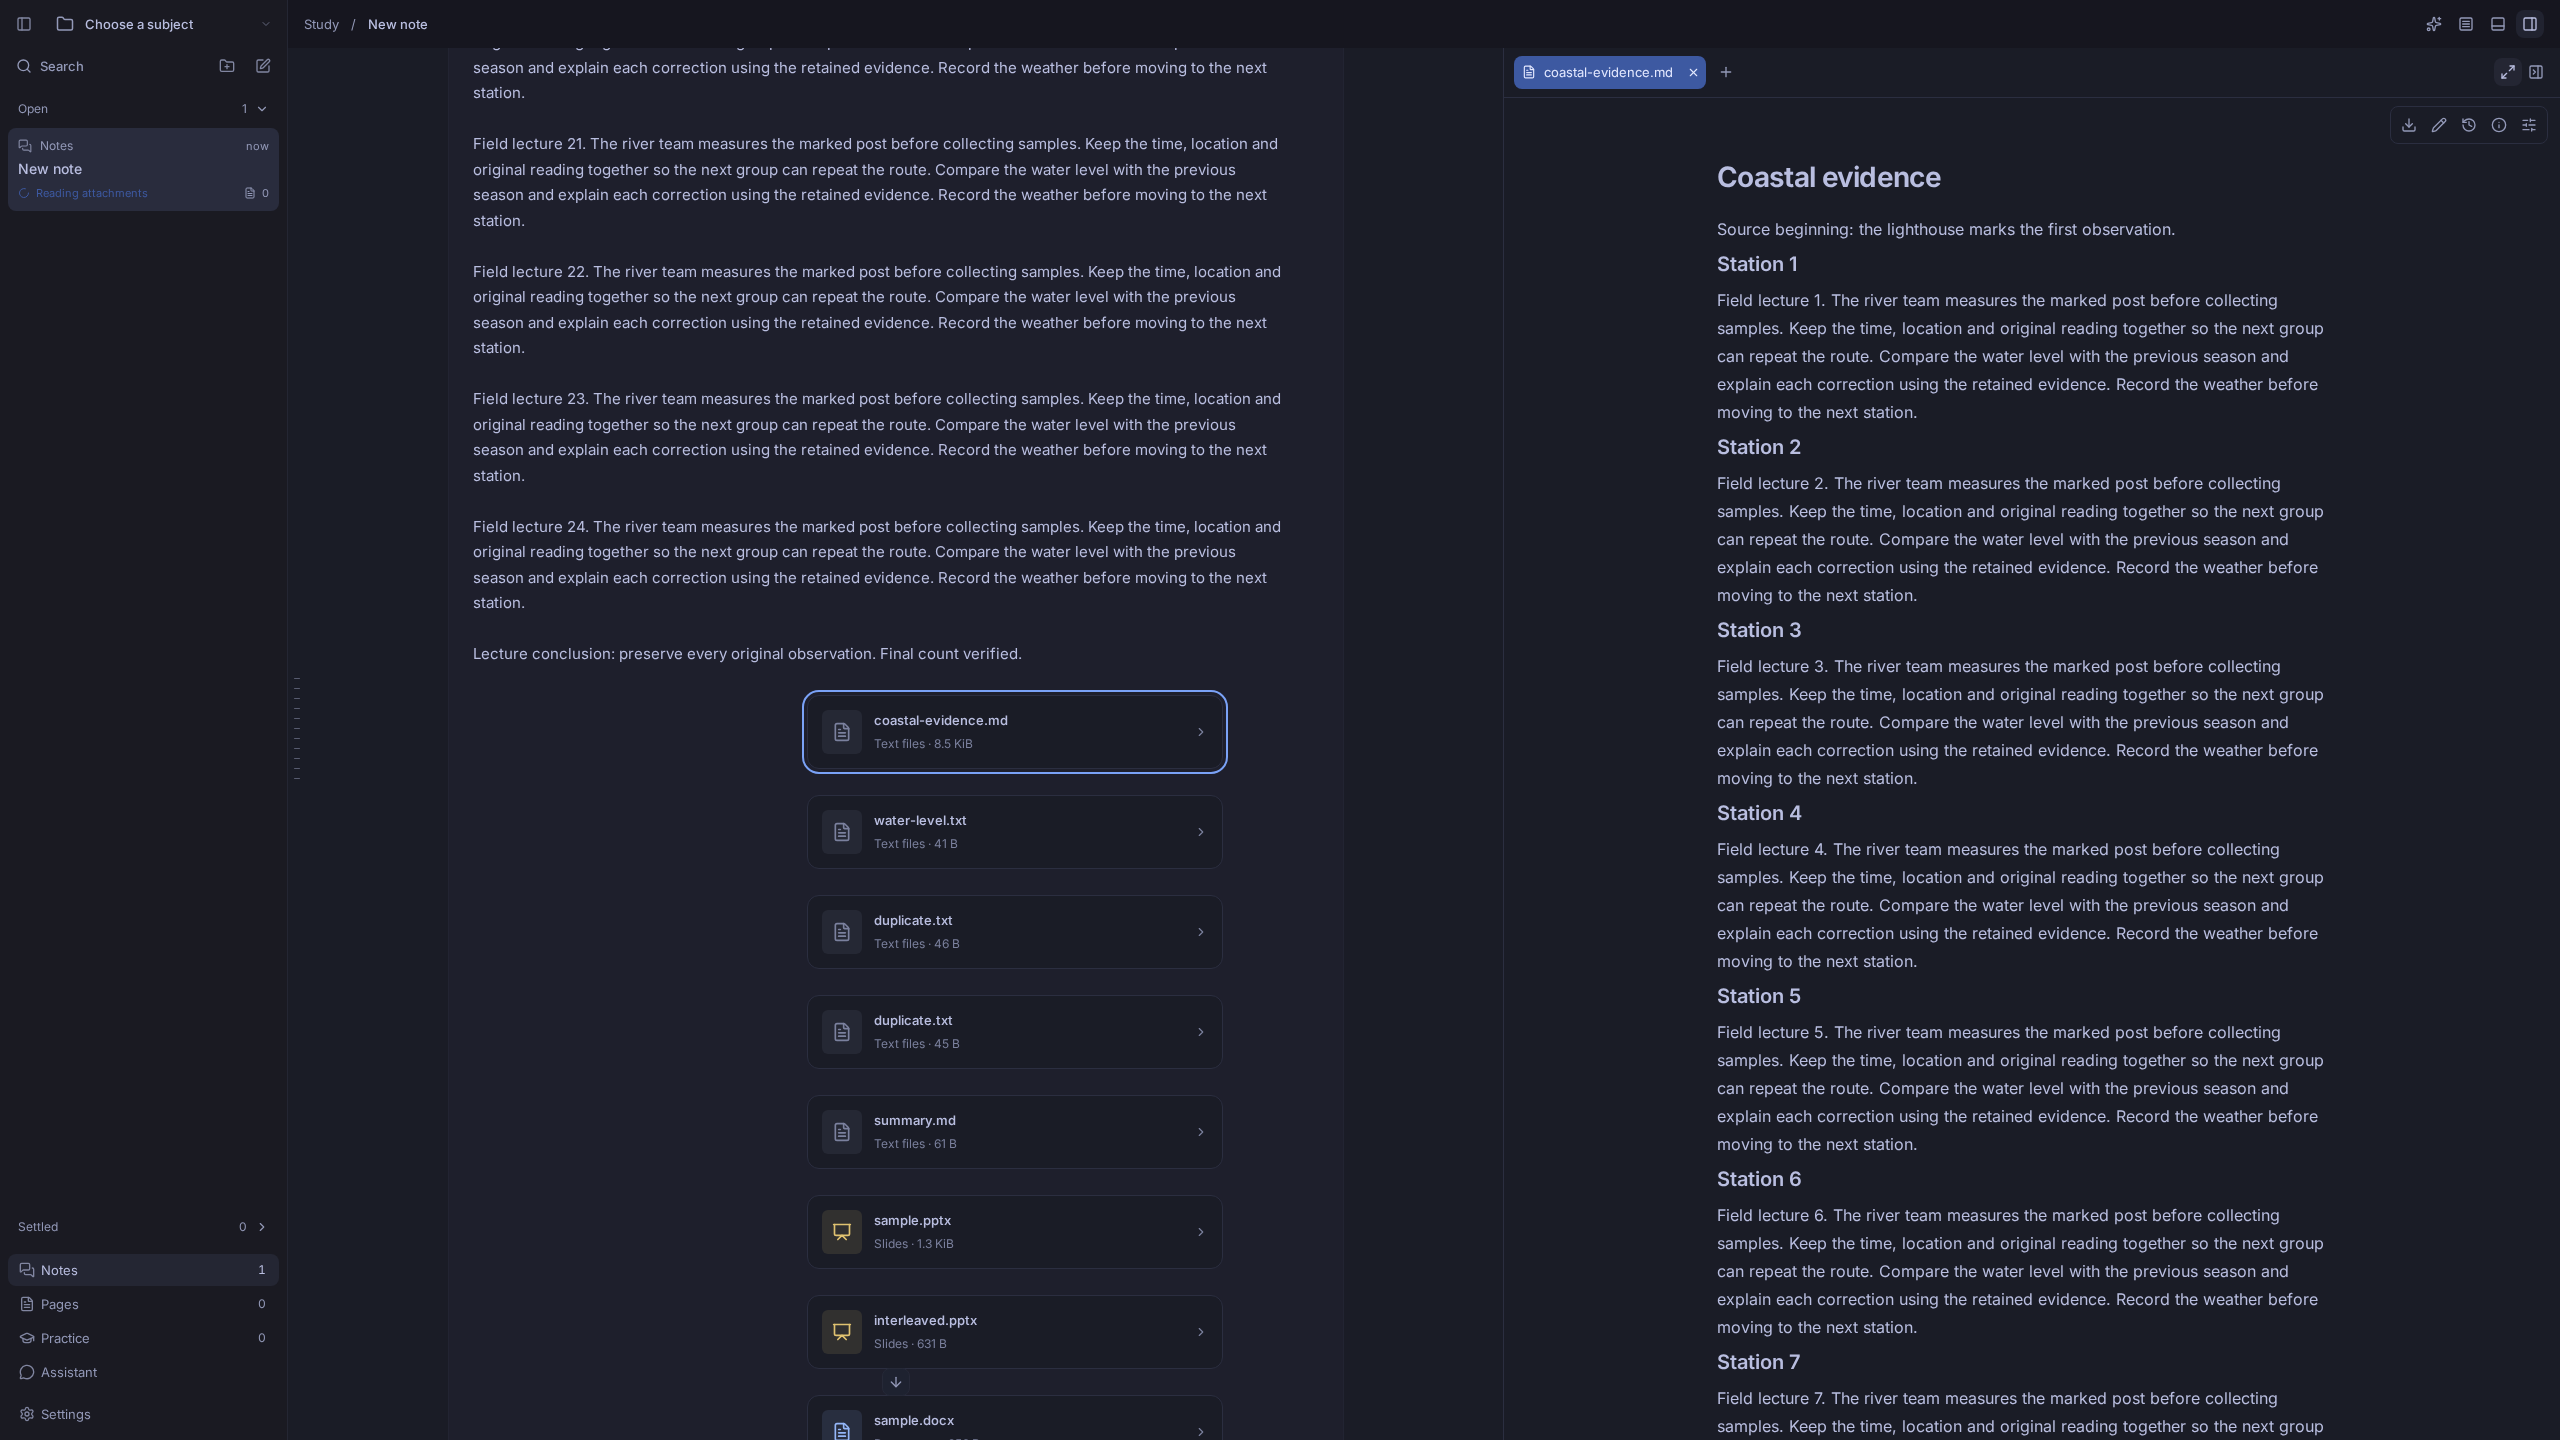 Choose a subject
Search
Open 1
Notes now
New note
Reading attachments 0
Settled 0
Notes 1
Pages 0
Practice 0
Assistant
Settings
Study / New note
season and explain each correction using the retained evidence. Record the weather before moving to the next
station.
Field lecture 21. The river team measures the marked post before collecting samples. Keep the time, location and
original reading together so the next group can repeat the route. Compare the water level with the previous
season and explain each correction using the retained evidence. Record the weather before moving to the next
station.
Field lecture 22. The river team measures the marked post before collecting samples. Keep the time, location and
original reading together so the next group can repeat the route. Compare the water level with the previous
season and explain each correction using the retained evidence. Record the weather before moving to the next
station.
Field lecture 23. The river team measures the marked post before collecting samples. Keep the time, location and
original reading together so the next group can repeat the route. Compare the water level with the previous
season and explain each correction using the retained evidence. Record the weather before moving to the next
station.
Field lecture 24. The river team measures the marked post before collecting samples. Keep the time, location and
original reading together so the next group can repeat the route. Compare the water level with the previous
season and explain each correction using the retained evidence. Record the weather before moving to the next
station.
Lecture conclusion: preserve every original observation. Final count verified.
coastal-evidence.md
Text files · 8.5 KiB
water-level.txt
Text files · 41 B
duplicate.txt
Text files · 46 B
duplicate.txt
Text files · 45 B
summary.md
Text files · 61 B
sample.pptx
Slides · 1.3 KiB
interleaved.pptx
Slides · 631 B
sample.docx
coastal-evidence.md
Coastal evidence
Source beginning: the lighthouse marks the first observation.
Station 1
Field lecture 1. The river team measures the marked post before collecting
samples. Keep the time, location and original reading together so the next group
can repeat the route. Compare the water level with the previous season and
explain each correction using the retained evidence. Record the weather before
moving to the next station.
Station 2
Field lecture 2. The river team measures the marked post before collecting
samples. Keep the time, location and original reading together so the next group
can repeat the route. Compare the water level with the previous season and
explain each correction using the retained evidence. Record the weather before
moving to the next station.
Station 3
Field lecture 3. The river team measures the marked post before collecting
samples. Keep the time, location and original reading together so the next group
can repeat the route. Compare the water level with the previous season and
explain each correction using the retained evidence. Record the weather before
moving to the next station.
Station 4
Field lecture 4. The river team measures the marked post before collecting
samples. Keep the time, location and original reading together so the next group
can repeat the route. Compare the water level with the previous season and
explain each correction using the retained evidence. Record the weather before
moving to the next station.
Station 5
Field lecture 5. The river team measures the marked post before collecting
samples. Keep the time, location and original reading together so the next group
can repeat the route. Compare the water level with the previous season and
explain each correction using the retained evidence. Record the weather before
moving to the next station.
Station 6
Field lecture 6. The river team measures the marked post before collecting
samples. Keep the time, location and original reading together so the next group
can repeat the route. Compare the water level with the previous season and
explain each correction using the retained evidence. Record the weather before
moving to the next station.
Station 7
Field lecture 7. The river team measures the marked post before collecting
samples. Keep the time, location and original reading together so the next group